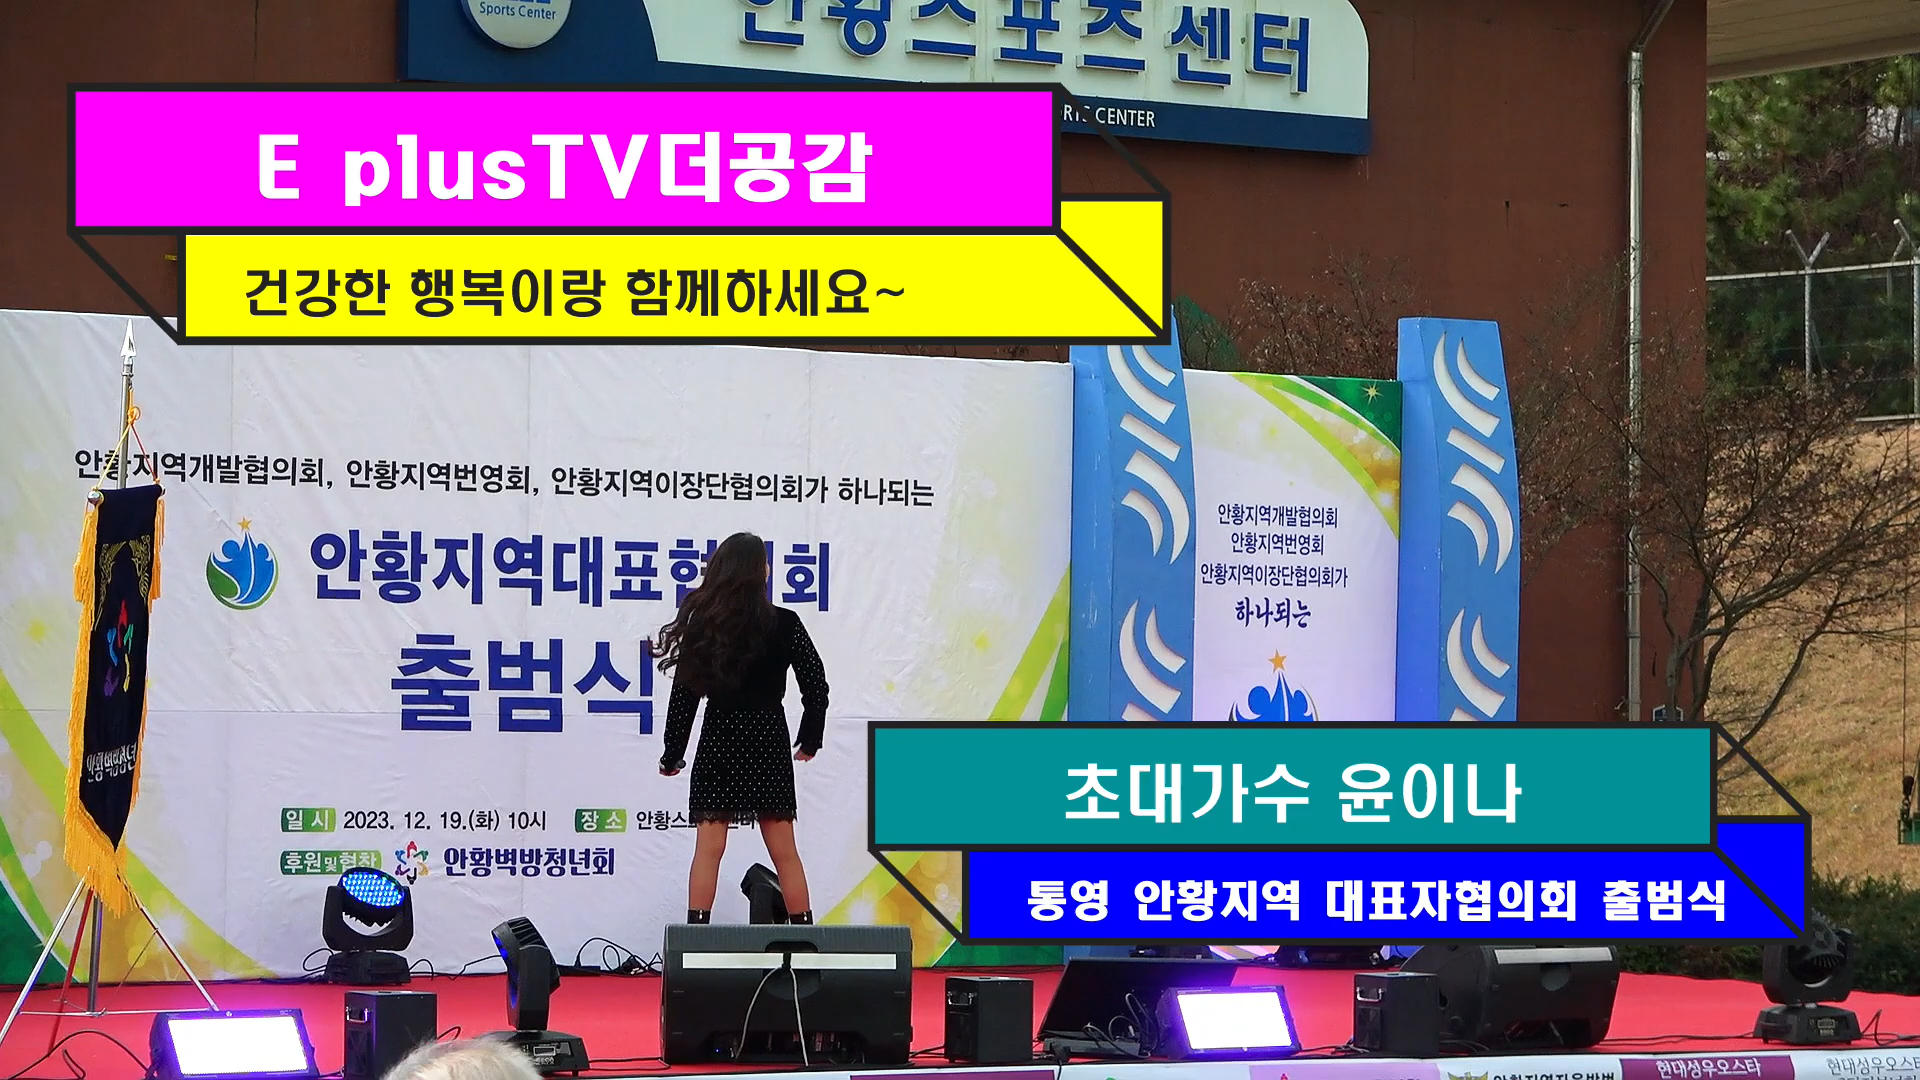 Sports Center
안황스포츠센터
CENTER
E plusTV더공감
건강한 행복이랑 함께하세요~
안황지역개발협의회, 안황지역번영회, 안황지역이장단협의회가 하나되는
안황지역대표협의회
출범식
일시 2023. 12. 19.(화) 10시 장소
후원및협찬 안황벽방청년회
안황지역개발협의회
안황지역번영회
안황지역이장단협의회가
하나되는
초대가수 윤이나
통영 안황지역 대표자협의회 출범식
현대성우오스타